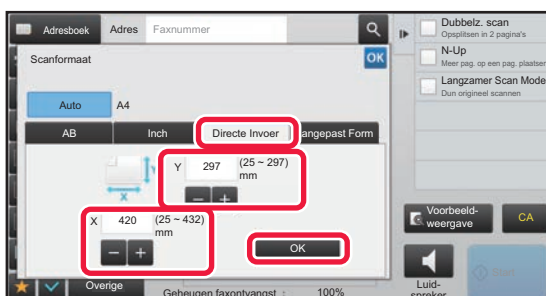 Adresboek Adres Faxnummer
Scanformaat OK
Auto A4
AB Inch Directe Invoer angepast Form
Y 297 (25 ~ 297)
mm
X 420 (25 ~ 432)
mm
OK
Overige
Geheugen faxontvangst : 100%
Dubbelz. scan
Opsplitsen in 2 pagina's
N-Up
Meer pag. op een pag. plaatsen
Langzamer Scan Mode
Dun origineel scannen
Voorbeeld-
weergave
CA
Luid-
spreker
Start